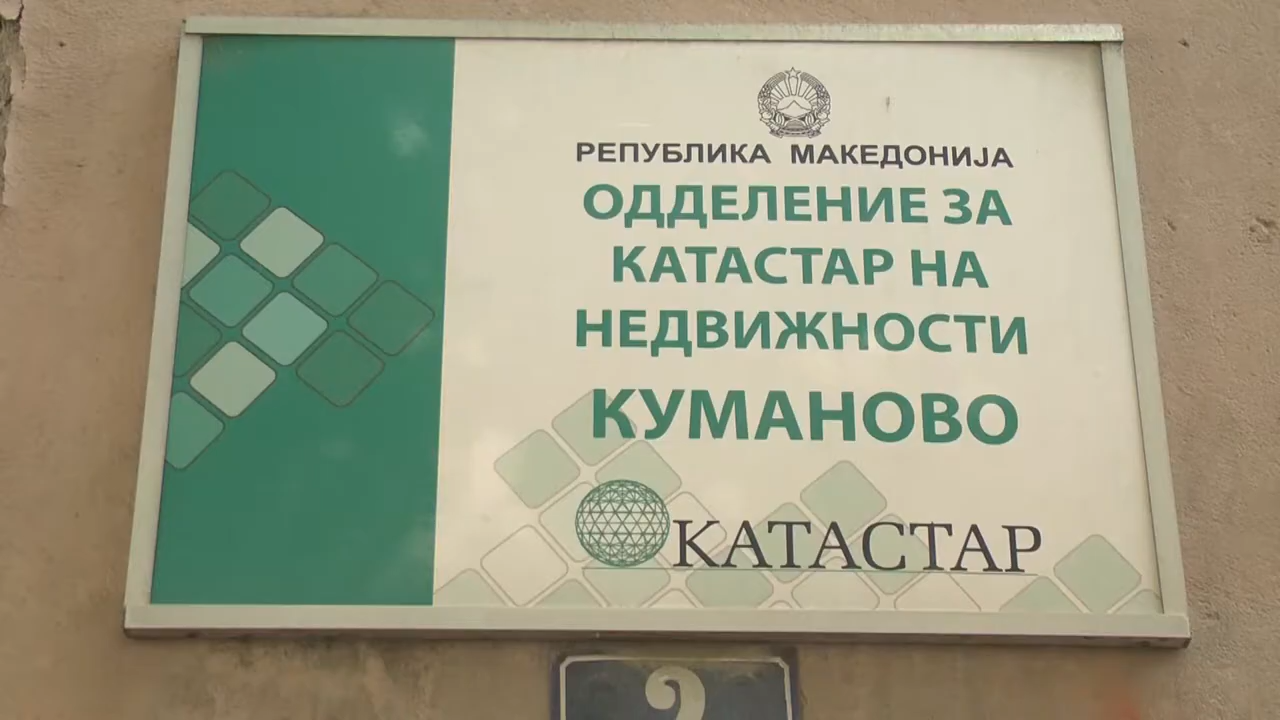 РЕПУБЛИКА МАКЕДОНИЈА
ОДДЕЛЕНИЕ ЗА
КАТАСТАР НА
НЕДВИЖНОСТИ
КУМАНОВО
КАТАСТАР